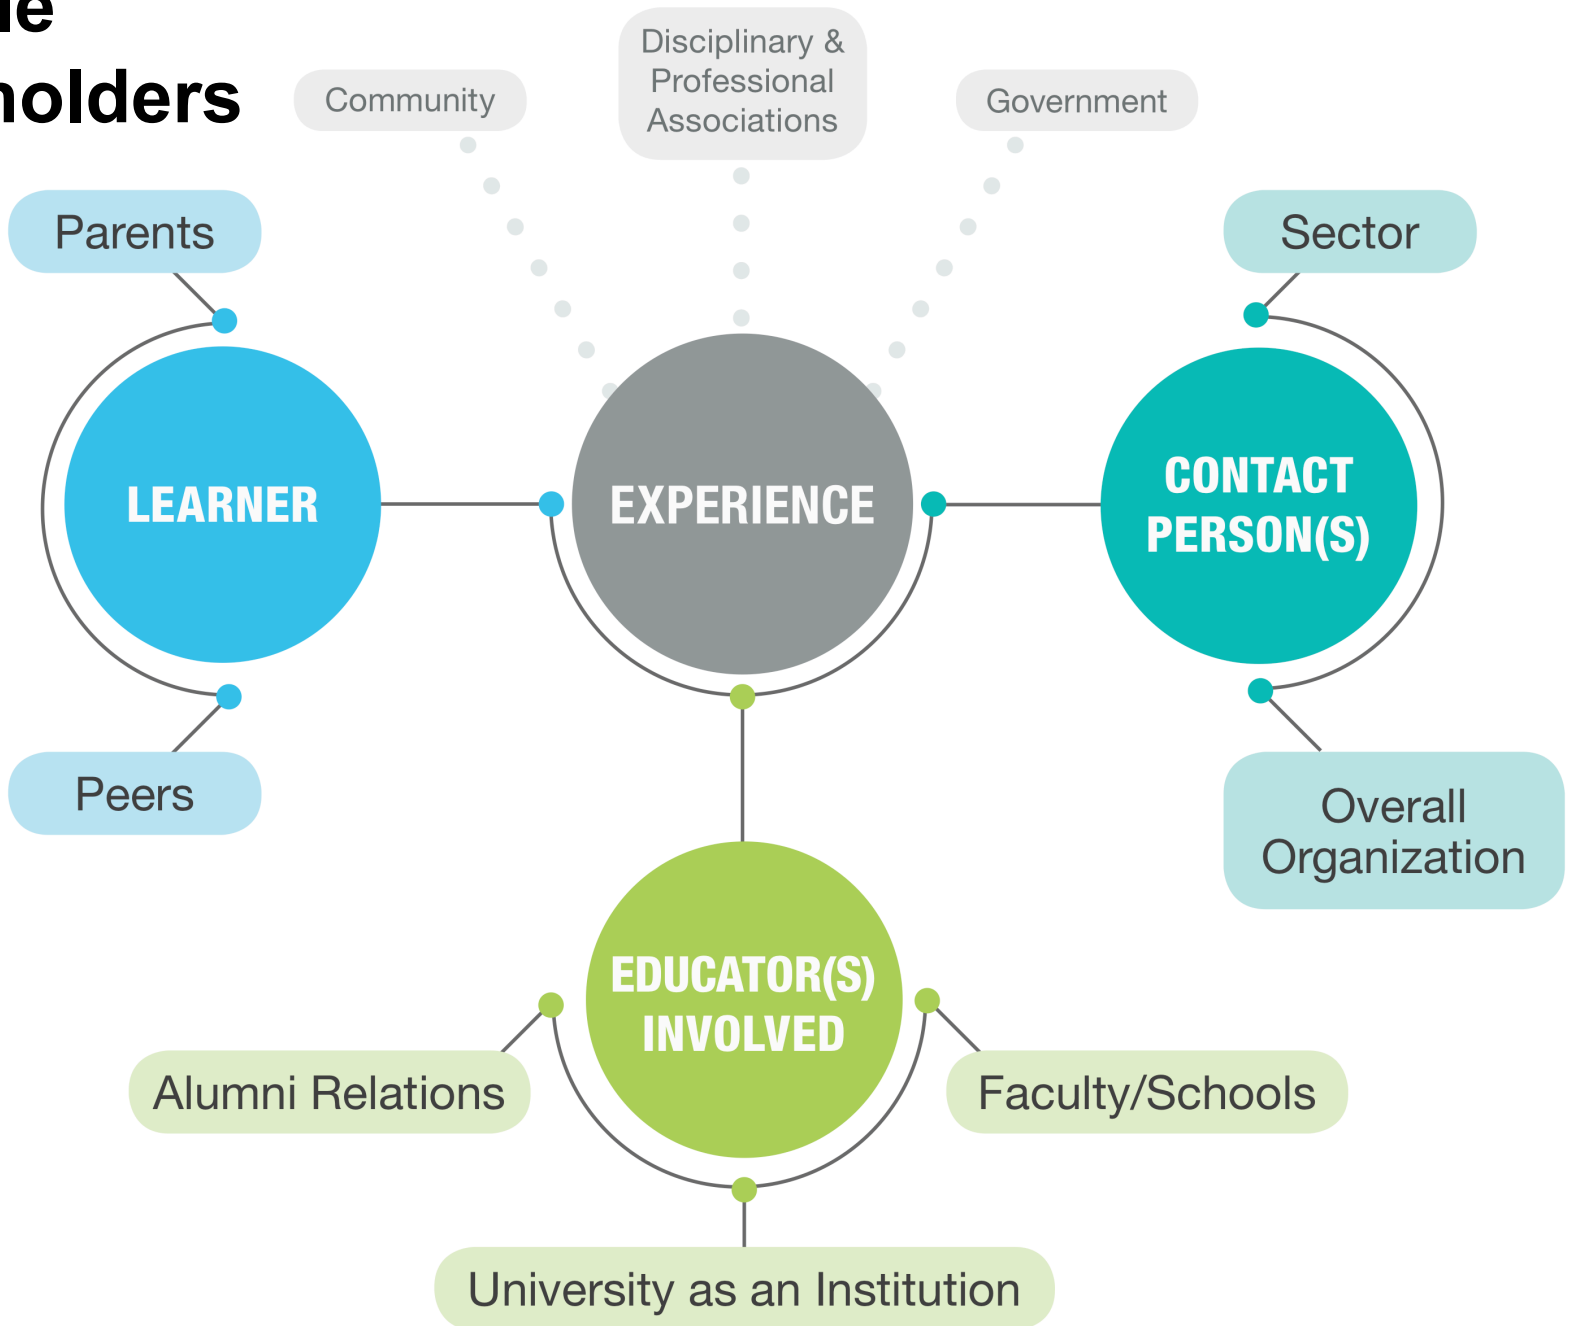 holders
Community
Disciplinary &
Professional
Associations
Government
Parents
Sector
LEARNER
EXPERIENCE
CONTACT
PERSON(S)
Peers
Overall
Organization
EDUCATOR(S)
INVOLVED
Alumni Relations
Faculty/Schools
University as an Institution